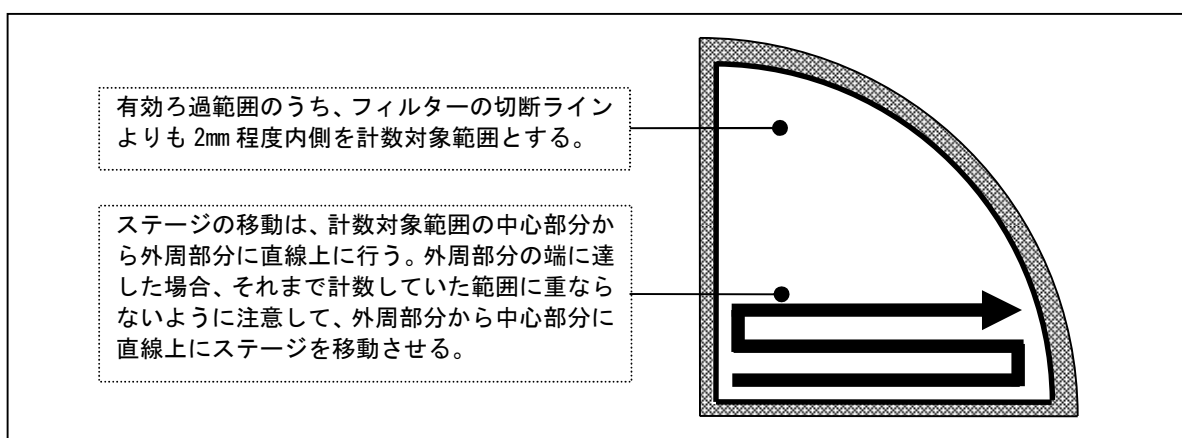 有効ろ過範囲のうち、フィルターの切断ライン
よりも 2mm 程度内側を計数対象範囲とする。
ステージの移動は、計数対象範囲の中心部分か
ら外周部分に直線上に行う。外周部分の端に達
した場合、それまで計数していた範囲に重なら
ないように注意して、外周部分から中心部分に
直線上にステージを移動させる。